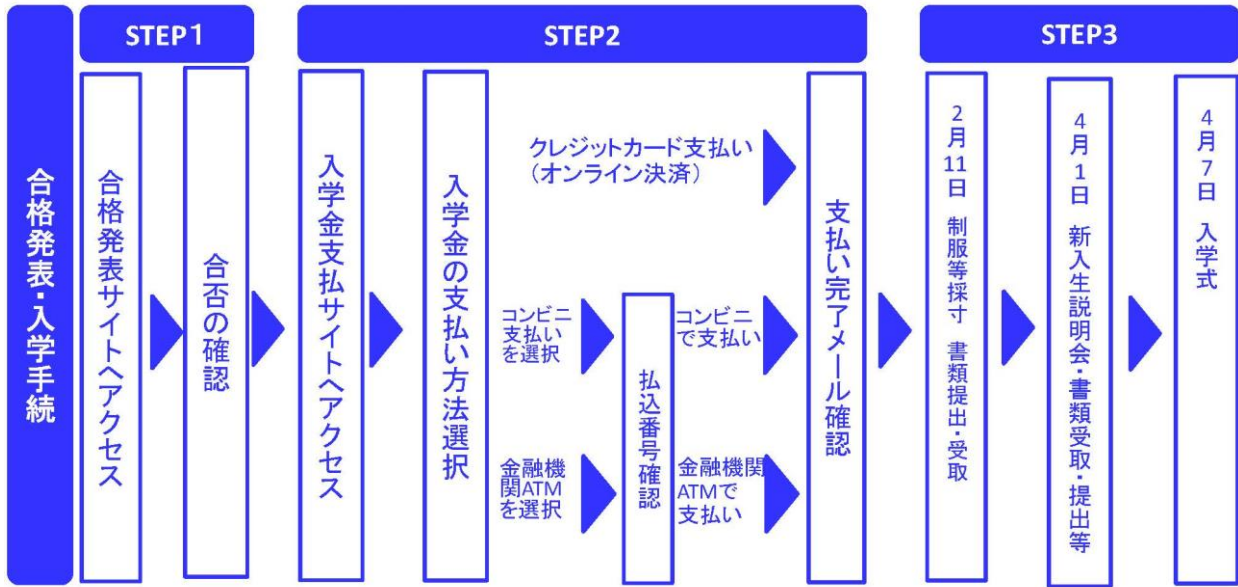 合格発表・入学手続
STEP1
合格発表サイトへアクセス
合否の確認
STEP2
入学金支払サイトへアクセス
入学金の支払い方法選択
クレジットカード支払い
(オンライン決済)
コンビニ
支払い
を選択
金融機
関ATM
を選択
払込番号確認
コンビニ
で支払い
金融機関
ATMで
支払い
支払い完了メール確認
STEP3
2月11日 制服等採寸 書類提出・受取
4月1日 新入生説明会・書類受取・提出等
4月7日 入学式